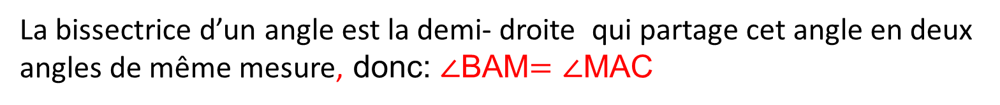 La bissectrice d’un angle est la demi- droite  qui partage cet angle en deux
angles de même mesure, donc: ∠BAM= ∠MAC